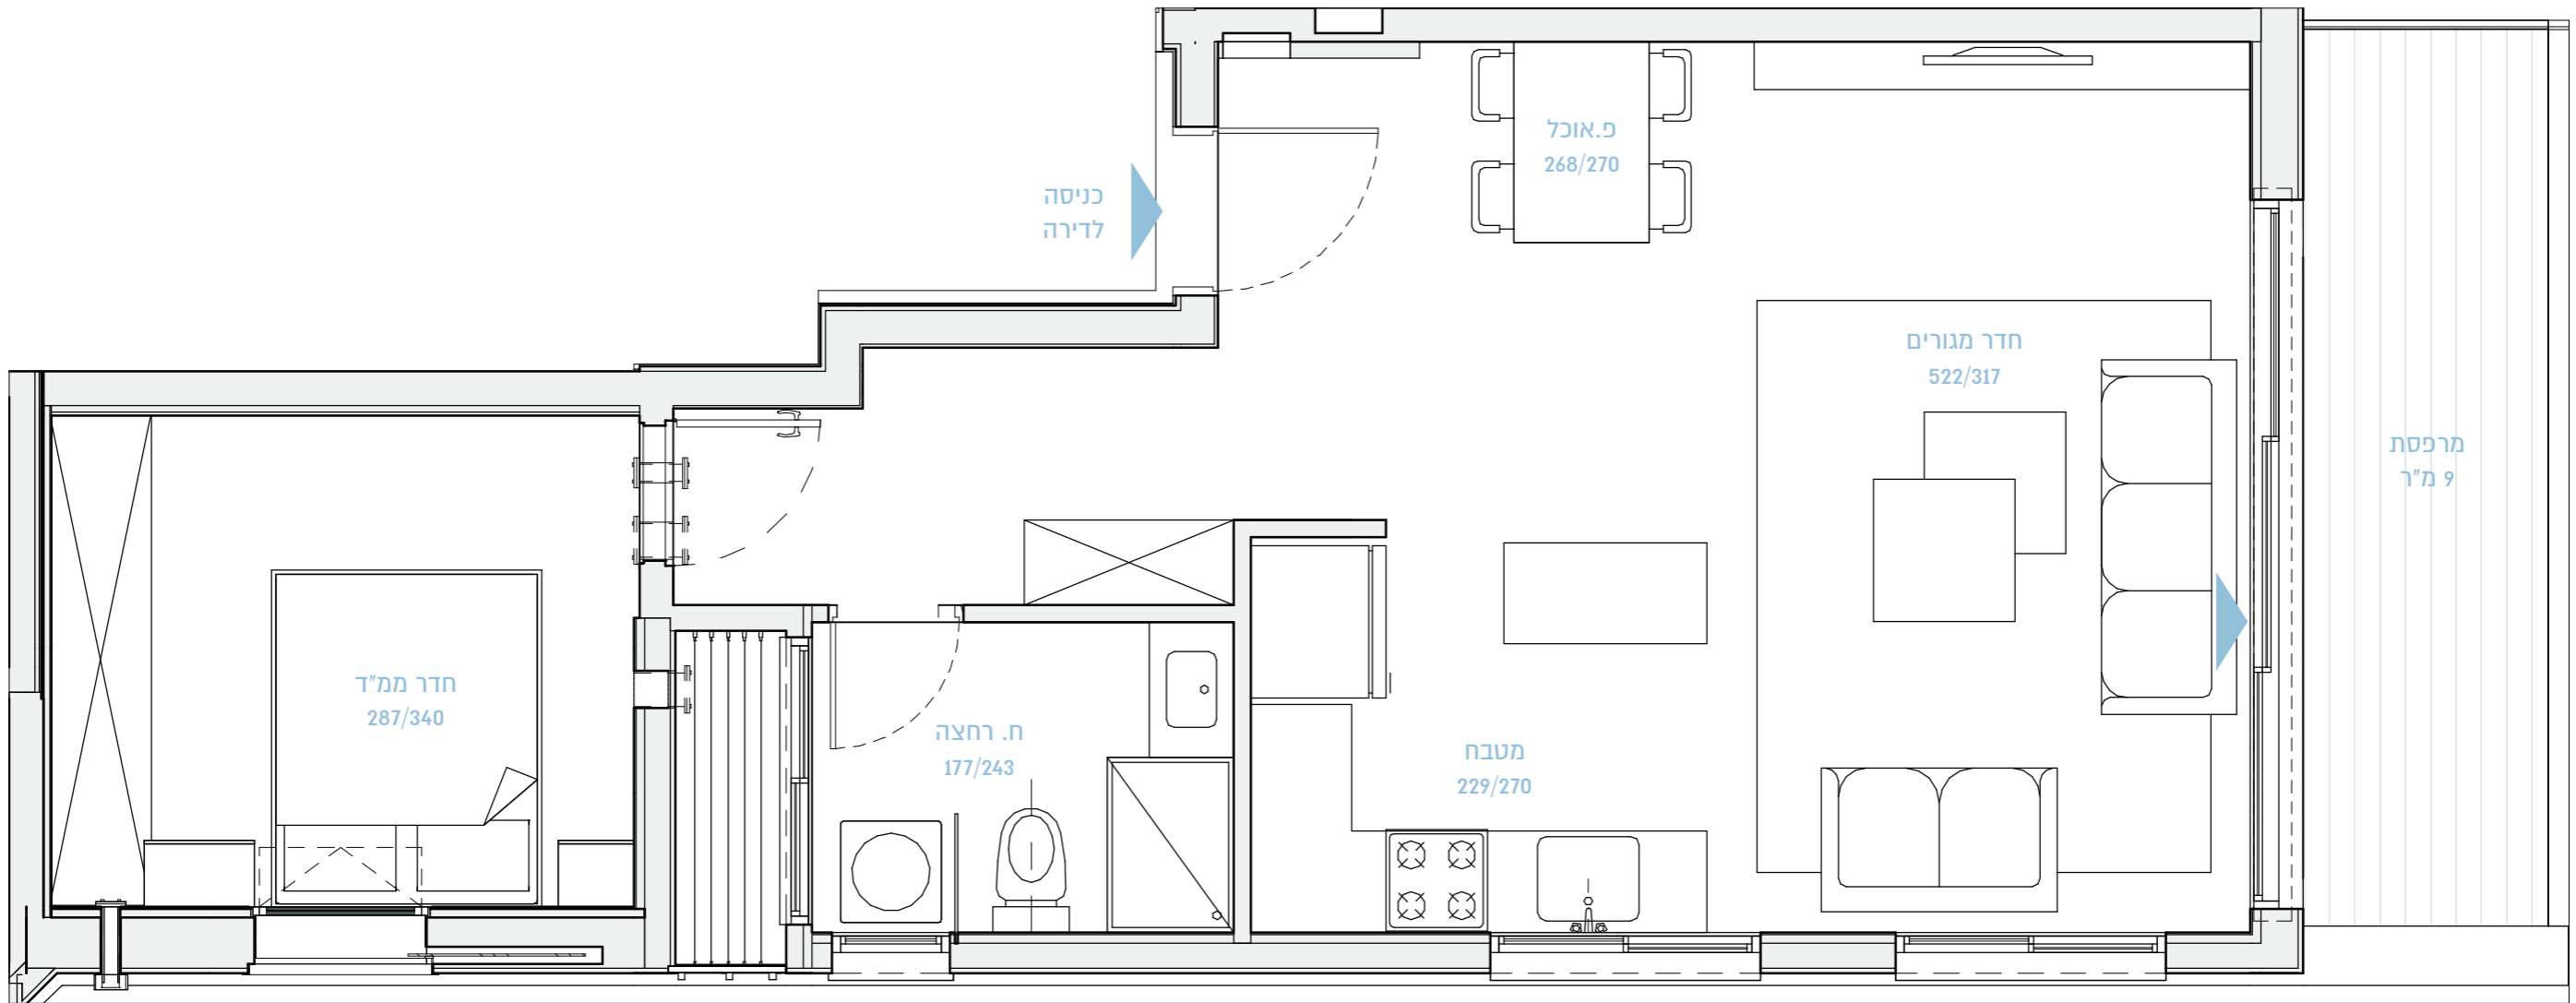 פ.אוכל
268/270
כניסה
לדירה
חדר מגורים
522/317
מרפסת
9 מ"ר
חדר ממ"ד
287/340
ח. רחצה
177/243
מטבח
229/270